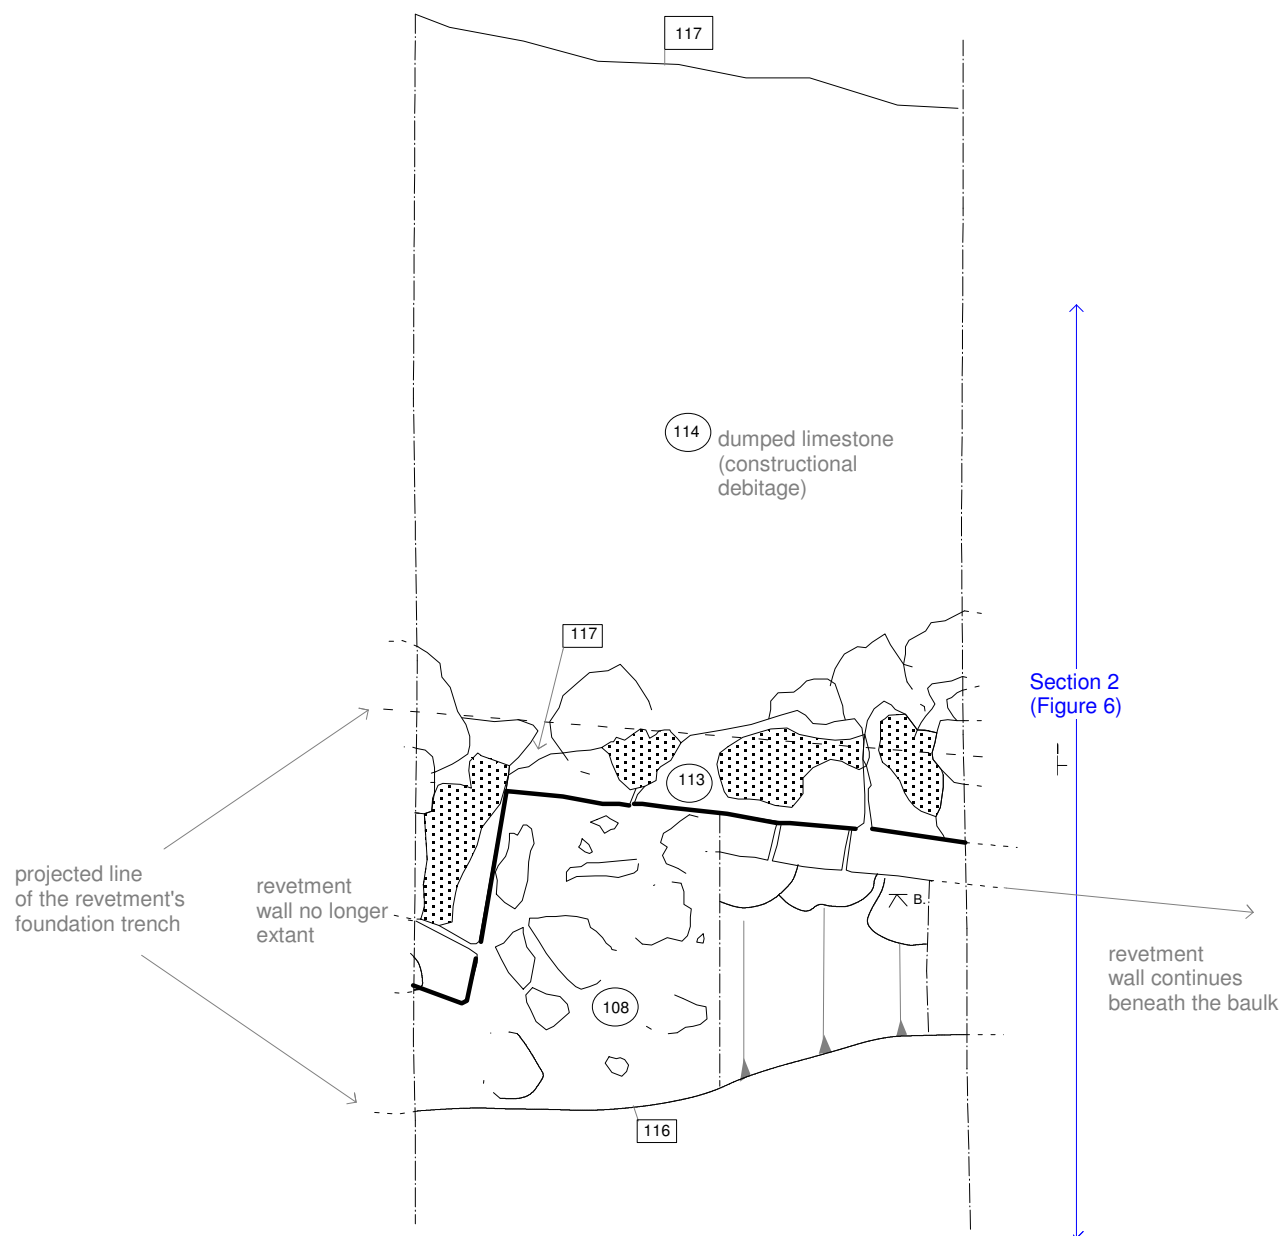 117
114
dumped limestone
(constructional
debitage)
117
Section 2
(Figure 6)
113
projected line
of the revetment's
foundation trench
revetment
wall no longer
extant
B.
revetment
wall continues
beneath the baulk
108
116